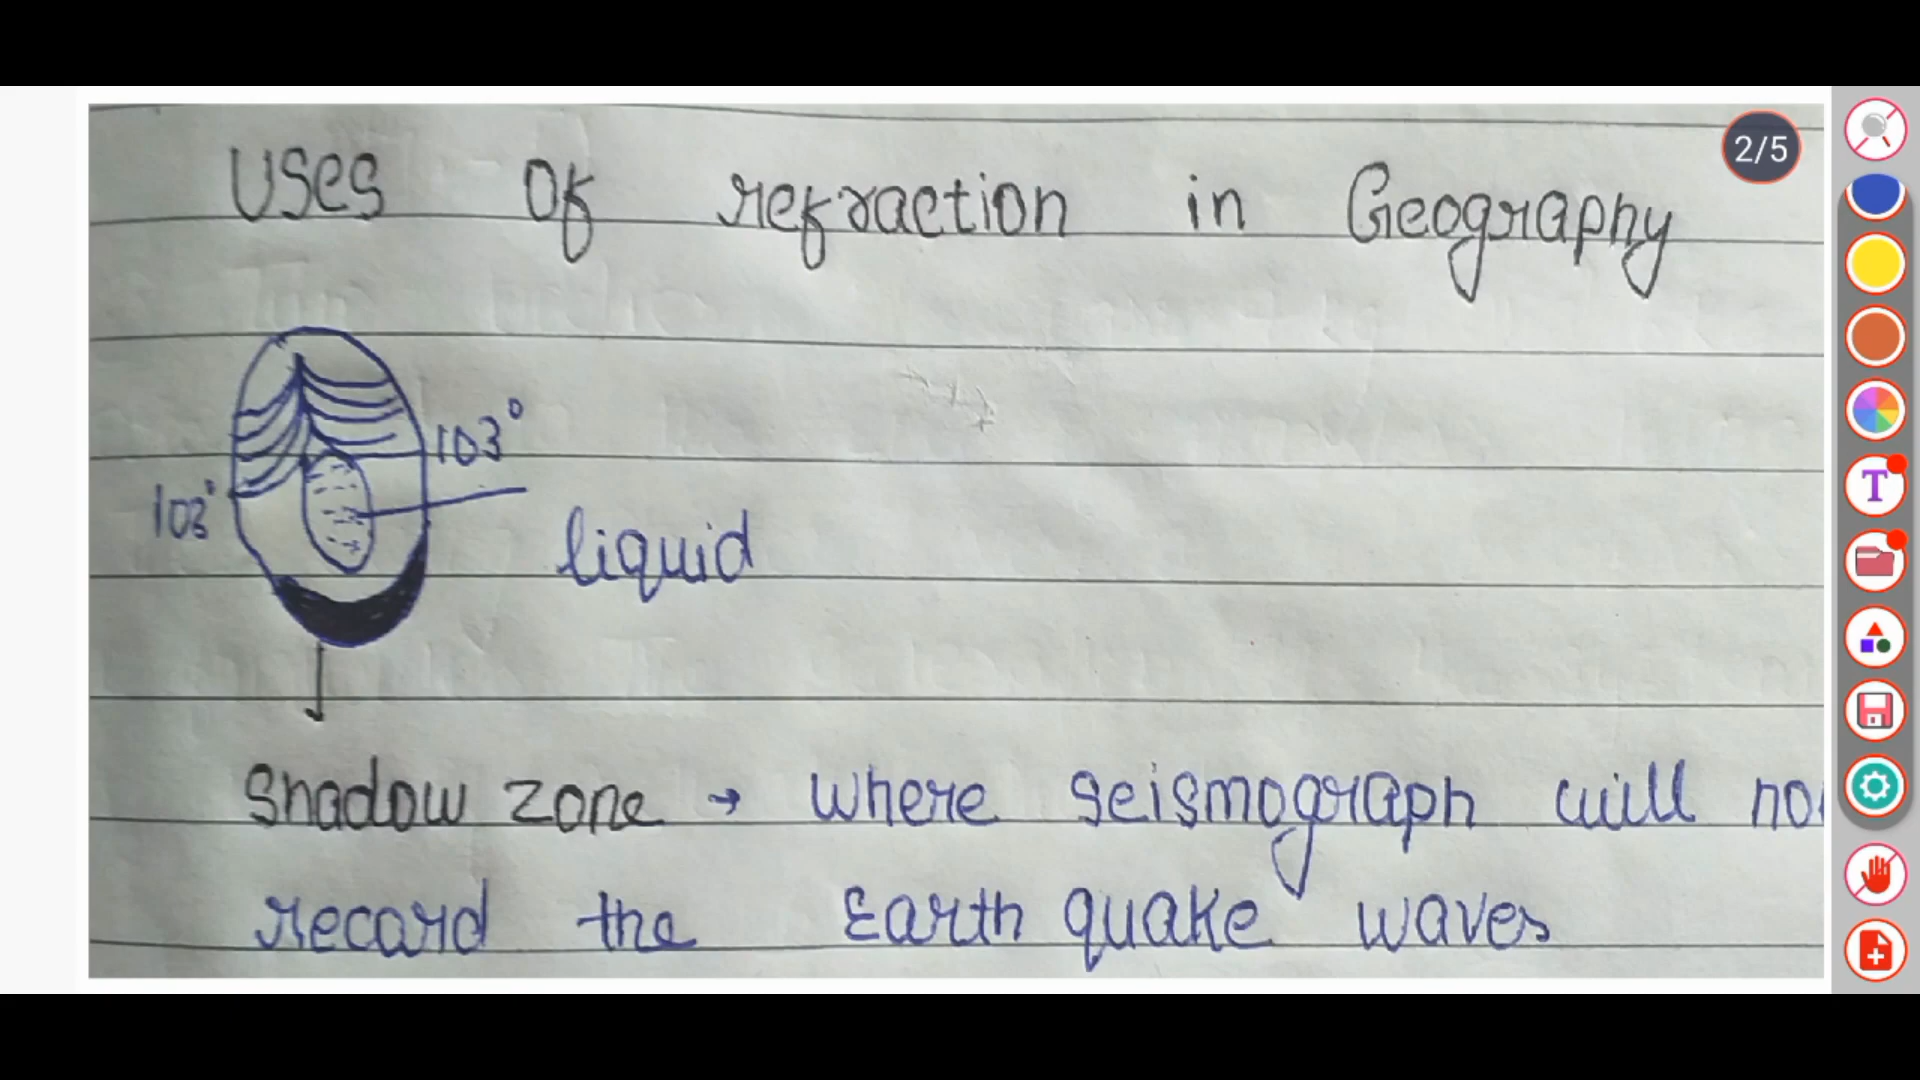 2/5
Uses Of refraction in Geography
103°
103°
liquid
Shadow zone → where seismograph will
record the Earth quake waves
T